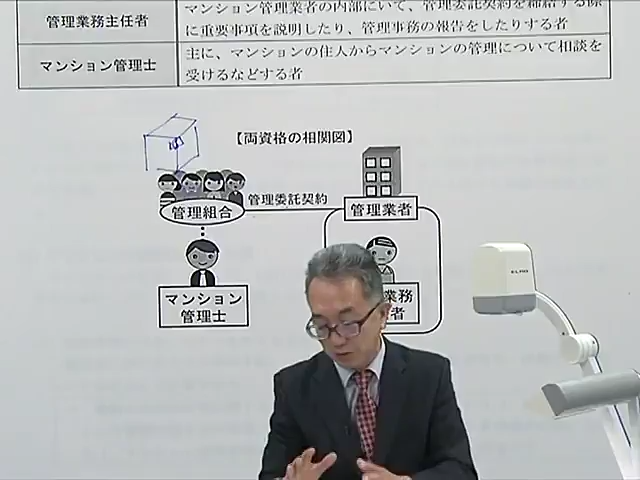 管理業務主任者
マンション管理業者の内部にいて、管理委託契約を締結する際
に重要事項を説明したり、管理事務の報告をしたりする者
マンション管理士
主に、マンションの住人からマンションの管理について相談を
受けるなどする者
【両資格の相関図】
管理組合
管理委託契約
管理業者
マンション
管理士
業務
者
ELMO